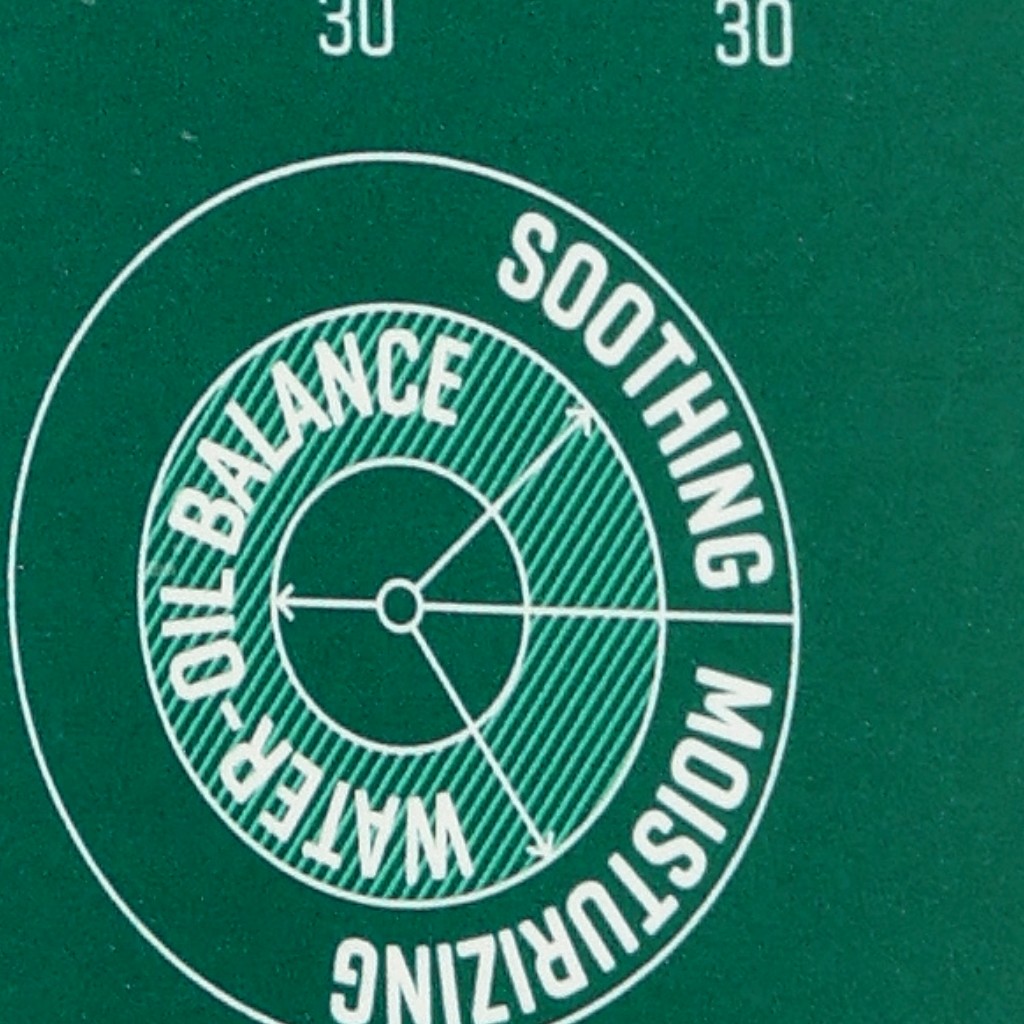 30 30
SOOTHING
MOISTURIZING
WATER-OIL BALANCE